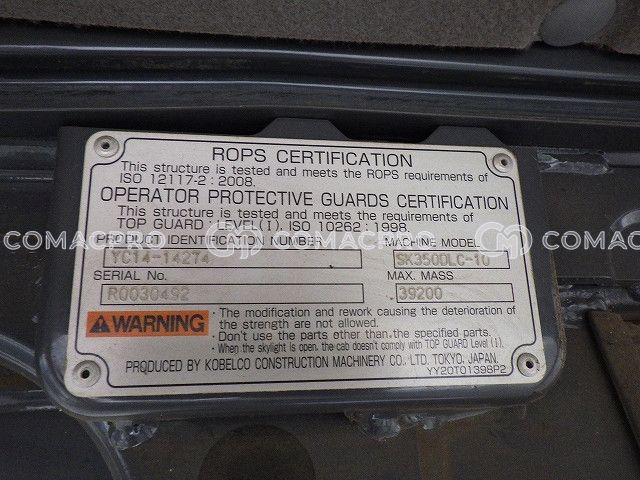 ROPS CERTIFICATION
This structure is tested and meets the ROPS requirements of
ISO 12117-2 : 2008.
OPERATOR PROTECTIVE GUARDS CERTIFICATION
This structure is tested and meets the requirements of
TOP GUARD LEVEL(I), ISO 10262 : 1998.
COMACPRO COMACPRO COMACPRO
PRODUCT IDENTIFICATION NUMBER MACHINE MODEL
YC14-14274 SK350DLC-10
SERIAL No. MAX. MASS
R0030492 39200
WARNING
· The modification and rework causing the deterioration of
the strength are not allowed.
· Don't use the parts other than the specified parts.
· When the skylight is open, the cab doesn't comply with TOP GUARD Level (I).
PRODUCED BY KOBELCO CONSTRUCTION MACHINERY CO., LTD. TOKYO, JAPAN.
YY20T01398P2